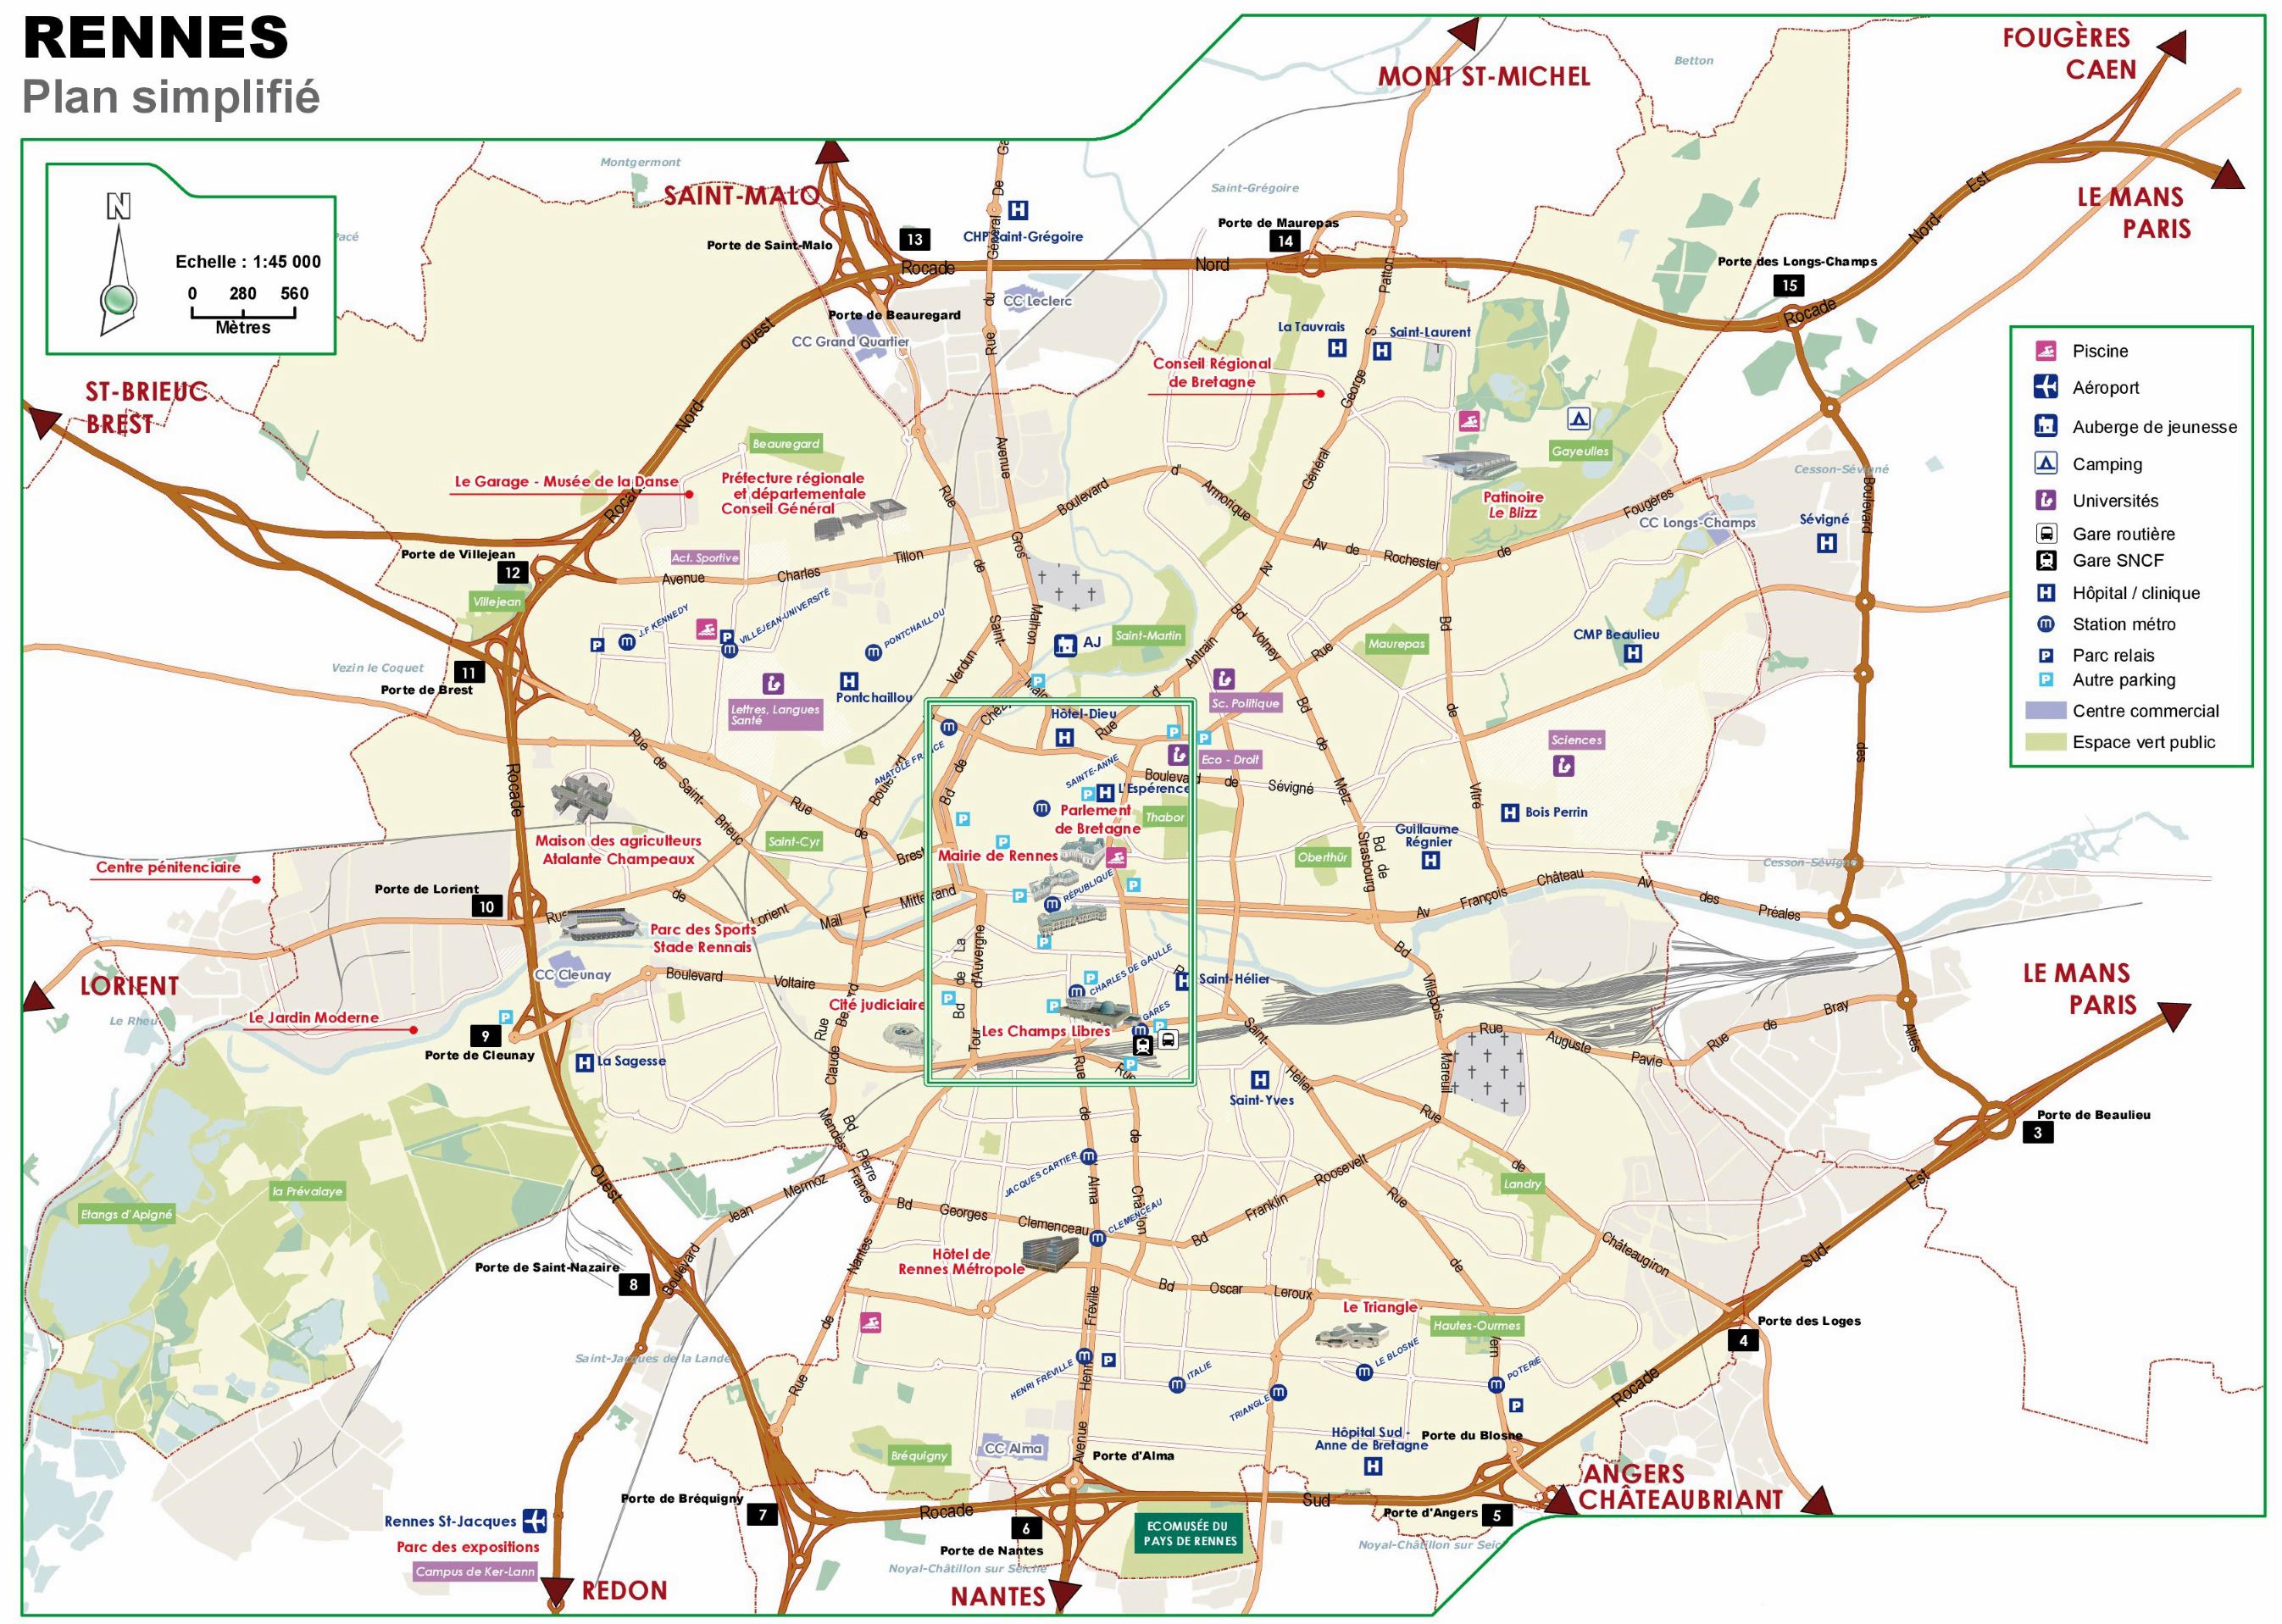 RENNES
Plan simplifié
N
Echelle : 1:45 000
0 280 560
Mètres
MONT ST-MICHEL
FOUGÈRES
CAEN
LE MANS
PARIS
SAINT-MALO
ST-BRIEUC
BREST
LORIENT
REDON
NANTES
ANGERS
CHÂTEAUBRIANT
LE MANS
PARIS
Piscine
Aéroport
Auberge de jeunesse
Camping
Universités
Gare routière
Gare SNCF
Hôpital / clinique
Station métro
Parc relais
Autre parking
Centre commercial
Espace vert public
Betton
Montgermont
Saint-Grégoire
Pacé
Vezin le Coquet
Le Rheu
Saint-Jacques de la Lande
Noyal-Châtillon sur Seiche
Noyal-Châtillon sur Seic
Cesson-Sévigné
Cesson-Sévigné
Porte de Saint-Malo
13
Porte de Beauregard
Porte de Maurepas
14
Porte des Longs-Champs
15
Porte de Villejean
12
11
Porte de Brest
Porte de Lorient
10
9
Porte de Cleunay
Porte de Saint-Nazaire
8
Porte de Bréquigny
7
6
Porte de Nantes
Porte d'Alma
Porte d'Angers
5
Porte du Blosne
Porte des Loges
4
Porte de Beaulieu
3
CHP Saint-Grégoire
CC Leclerc
CC Grand Quartier
La Tauvrais
Saint-Laurent
Conseil Régional
de Bretagne
Beauregard
Le Garage - Musée de la Danse
Préfecture régionale
et départementale
Conseil Général
Gayeulles
Patinoire
Le Blizz
CC Longs-Champs
Sévigné
Act. Sportive
Villejean
J.F KENNEDY
VILLEJEAN-UNIVERSITÉ
PONTCHAILLOU
AJ
Saint-Martin
Maurepas
CMP Beaulieu
Lettres, Langues
Santé
Pontchaillou
Sc. Politique
Hôtel-Dieu
ANATOLE FRANCE
SAINTE-ANNE
Eco - Droit
Sciences
L'Espérence
Parlement
de Bretagne
Thabor
Bois Perrin
Guillaume
Régnier
Oberthür
Maison des agriculteurs
Atalante Champeaux
Saint-Cyr
Mairie de Rennes
RÉPUBLIQUE
Centre pénitenciaire
Parc des Sports
Stade Rennais
CC Cleunay
CHARLES DE GAULLE
Saint-Hélier
Cité judiciaire
Les Champs Libres
GARES
Le Jardin Moderne
La Sagesse
Saint-Yves
la Prévalaye
Etangs d'Apigné
JACQUES CARTIER
CLEMENCEAU
Landry
Hôtel de
Rennes Métropole
Le Triangle
Hautes-Ourmes
HENRI FRÉVILLE
ITALIE
TRIANGLE
LE BLOSNE
POTERIE
Hôpital Sud -
Anne de Bretagne
Bréquigny
CC Alma
ECOMUSÉE DU
PAYS DE RENNES
Rennes St-Jacques
Parc des expositions
Campus de Ker-Lann
Rocade Nord
Rocade Nord-Est
Rocade Nord-ouest
Rocade Ouest
Rocade Sud
Rocade Sud-Est
Rue du Général De Ga
Avenue Gros Malhon
Rue de Saint-Malo
Boulevard d'Armorique
Av Général George S Patton
Av de Rochester
Rue de Fougères
Avenue Charles Tillon
Bd Volney
Rue d'Antrain
Bd de Verdun
Bd de Chézy
Bd de Metz
Bd de Vitré
Boulevard de Sévigné
Bd de Strasbourg
Rue de Saint-Brieuc
Rue de Brest
Rue de Lorient
Mail F Mitterrand
Boulevard Voltaire
Bd de La Tour d'Auvergne
Av François Château
Av des Préales
Boulevard des Alliés
Bd Villebois-Mareuil
Rue Auguste Pavie
Rue de Bray
Rue Saint-Hélier
Rue Claude Bernard
Bd Pierre Mendès France
Boulevard Jean Mermoz
Bd Georges Clemenceau
Bd Franklin Roosevelt
Rue de Châteaugiron
Rue de l'Alma
Rue de Châtillon
Bd Oscar Leroux
Rue de Vern
Rue de Nantes
Avenue Henri Fréville